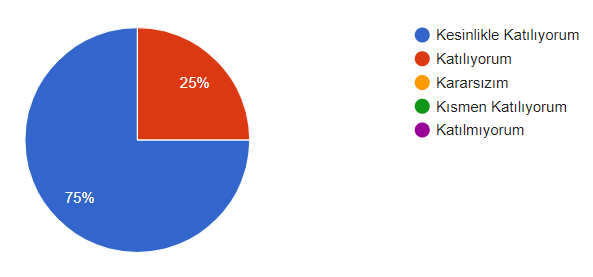 25%
75%
Kesinlikle Katılıyorum
Katılıyorum
Kararsızım
Kısmen Katılıyorum
Katılmıyorum